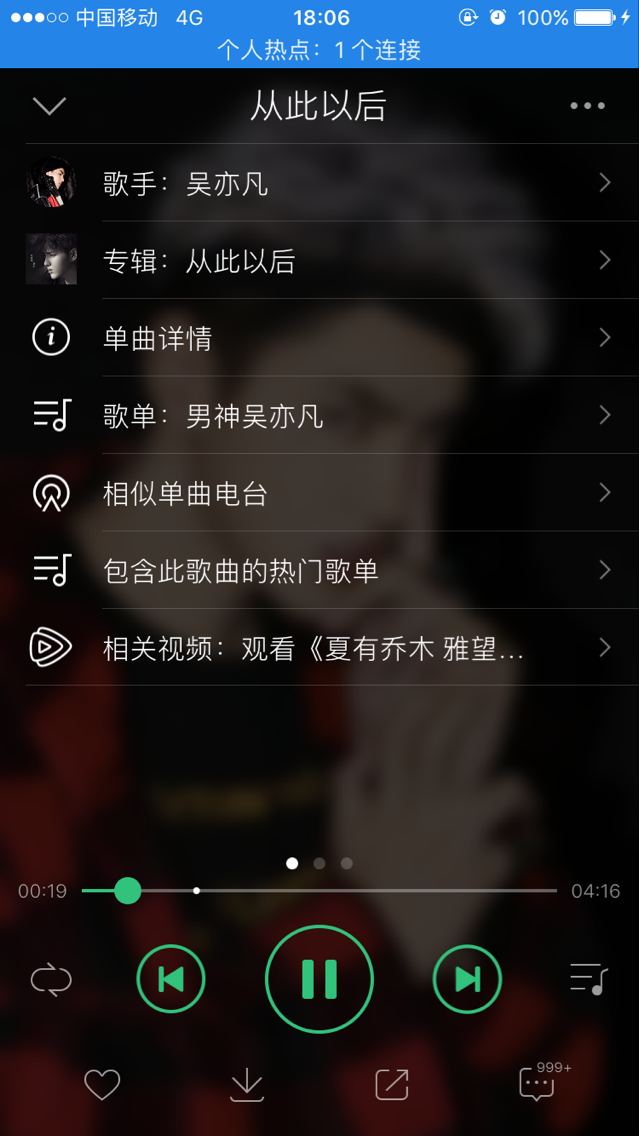 中国移动 4G 18:06 100%
个人热点：1 个连接
从此以后
歌手：吴亦凡
专辑：从此以后
单曲详情
歌单：男神吴亦凡
相似单曲电台
包含此歌曲的热门歌单
相关视频：观看《夏有乔木 雅望...
00:19 04:16
999+